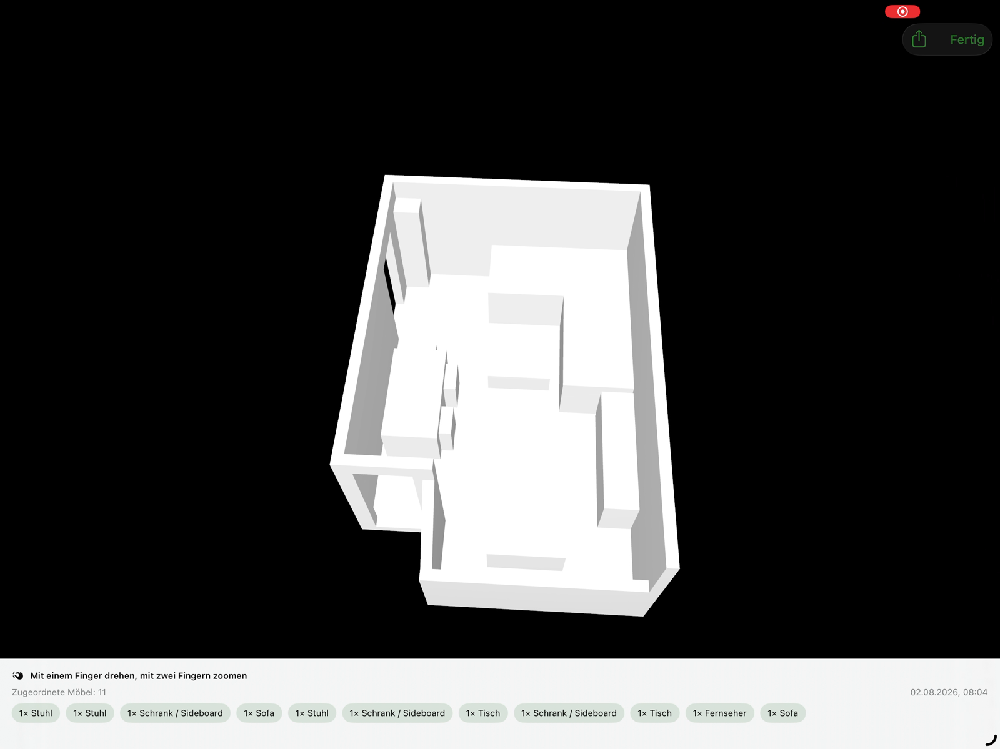 Fertig
Mit einem Finger drehen, mit zwei Fingern zoomen
Zugeordnete Möbel: 11
02.08.2026, 08:04
1× Stuhl
1× Stuhl
1× Schrank / Sideboard
1× Sofa
1× Stuhl
1× Schrank / Sideboard
1× Tisch
1× Schrank / Sideboard
1× Tisch
1× Fernseher
1× Sofa